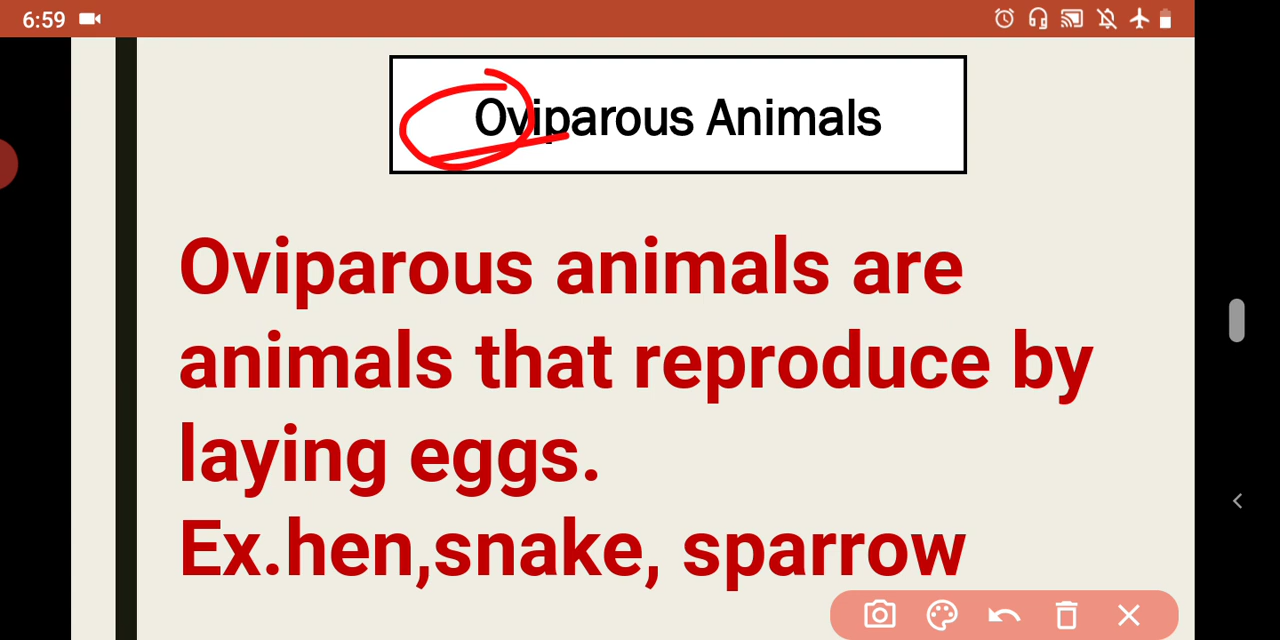 6:59
Oviparous Animals
Oviparous animals are
animals that reproduce by
laying eggs.
Ex.hen,snake, sparrow